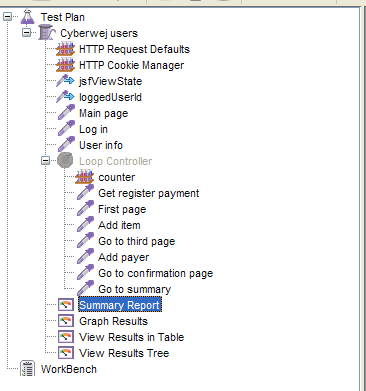 Test Plan
Cyberwej users
HTTP Request Defaults
HTTP Cookie Manager
jsfViewState
loggedUserId
Main page
Log in
User info
Loop Controller
counter
Get register payment
First page
Add item
Go to third page
Add payer
Go to confirmation page
Go to summary
Summary Report
Graph Results
View Results in Table
View Results Tree
WorkBench